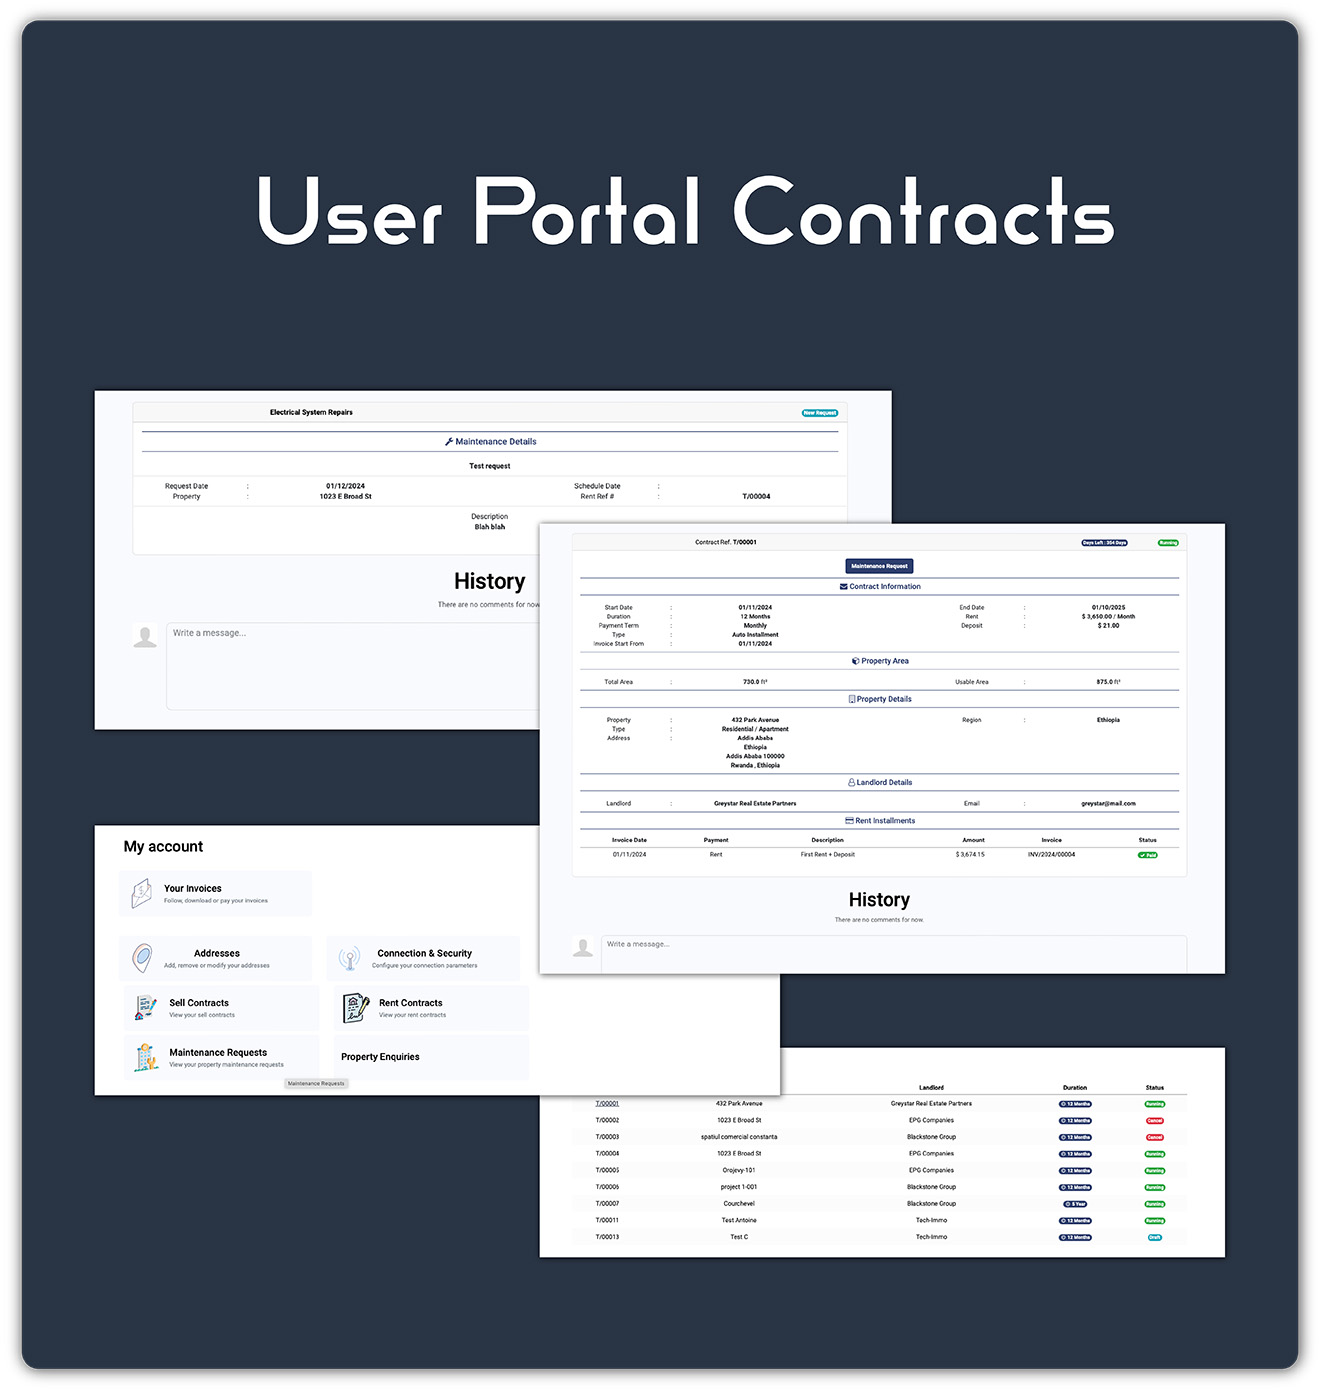 User Portal Contracts
Electrical System Repairs New Request
Maintenance Details
Test request
Request Date : 01/12/2024 Schedule Date :
Property : 1023 E Broad St Rent Ref # : T/00004
Description
Blah blah
History
There are no comments for now
Write a message...
Contract Ref. T/00001 Days Left : 304 Days Running
Maintenance Request
Contract Information
Start Date : 01/11/2024 End Date : 01/10/2025
Duration : 12 Months Rent : $ 3,650.00 / Month
Payment Term : Monthly Deposit : $ 21.00
Type : Auto Installment
Invoice Start From : 01/11/2024
Property Area
Total Area : 730.0 ft² Usable Area : 875.0 ft²
Property Details
Property : 432 Park Avenue Region : Ethiopia
Type : Residential / Apartment
Address : Addis Ababa
Ethiopia
Addis Ababa 100000
Rwanda , Ethiopia
Landlord Details
Landlord : Greystar Real Estate Partners Email : greystar@mail.com
Rent Installments
Invoice Date Payment Description Amount Invoice Status
01/11/2024 Rent First Rent + Deposit $ 3,674.15 INV/2024/00004 Paid
History
There are no comments for now.
Write a message...
My account
Your Invoices
Follow, download or pay your invoices
Addresses
Add, remove or modify your addresses
Connection & Security
Configure your connection parameters
Sell Contracts
View your sell contracts
Rent Contracts
View your rent contracts
Maintenance Requests
View your property maintenance requests
Property Enquiries
Maintenance Requests
Landlord Duration Status
T/00001 432 Park Avenue Greystar Real Estate Partners 12 Months Running
T/00002 1023 E Broad St EPG Companies 12 Months Cancel
T/00003 spatiul comercial constanta Blackstone Group 12 Months Cancel
T/00004 1023 E Broad St EPG Companies 12 Months Running
T/00005 Orojevy-101 EPG Companies 12 Months Running
T/00006 project 1-001 Blackstone Group 12 Months Running
T/00007 Courchevel Blackstone Group 5 Year Running
T/00011 Test Antoine Tech-Immo 12 Months Running
T/00013 Test C Tech-Immo 12 Months Draft